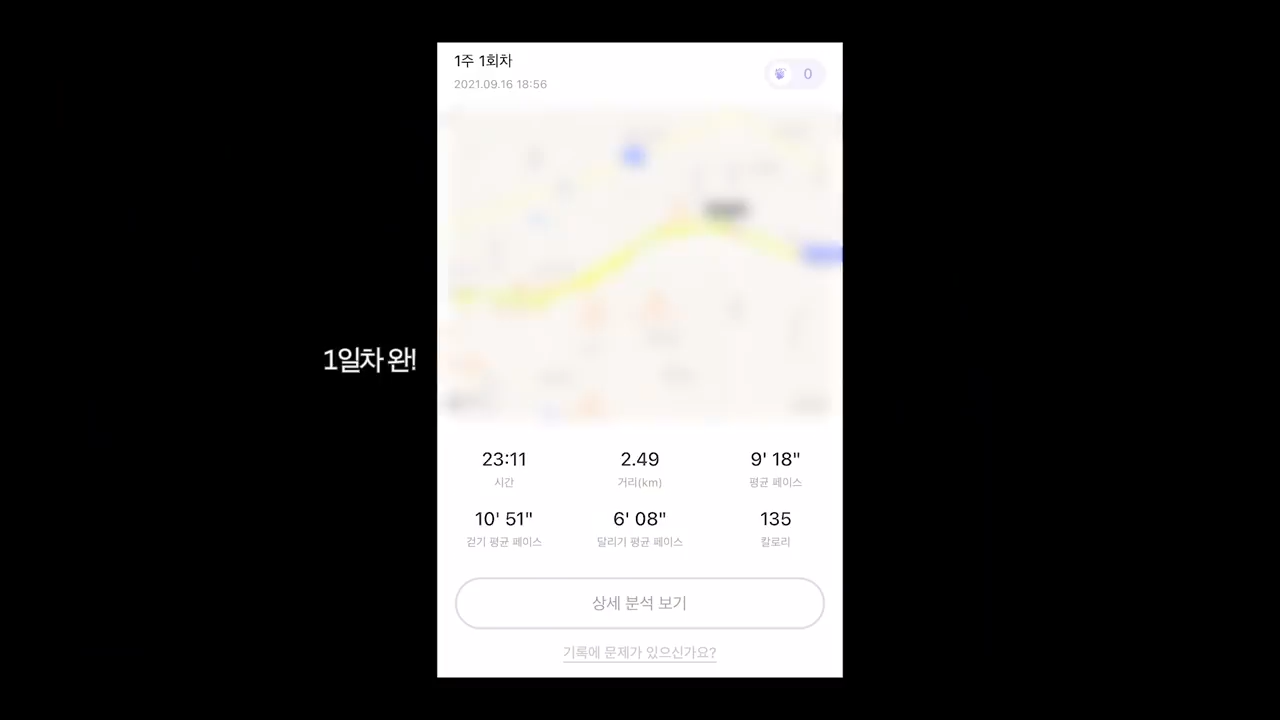 1주 1회차
0
2021.09.16 18:56
1일차 완!
23:11
2.49
9' 18"
시간
거리(km)
평균 페이스
10' 51"
6' 08"
135
걷기 평균 페이스
달리기 평균 페이스
칼로리
상세 분석 보기
기록에 문제가 있으신가요?